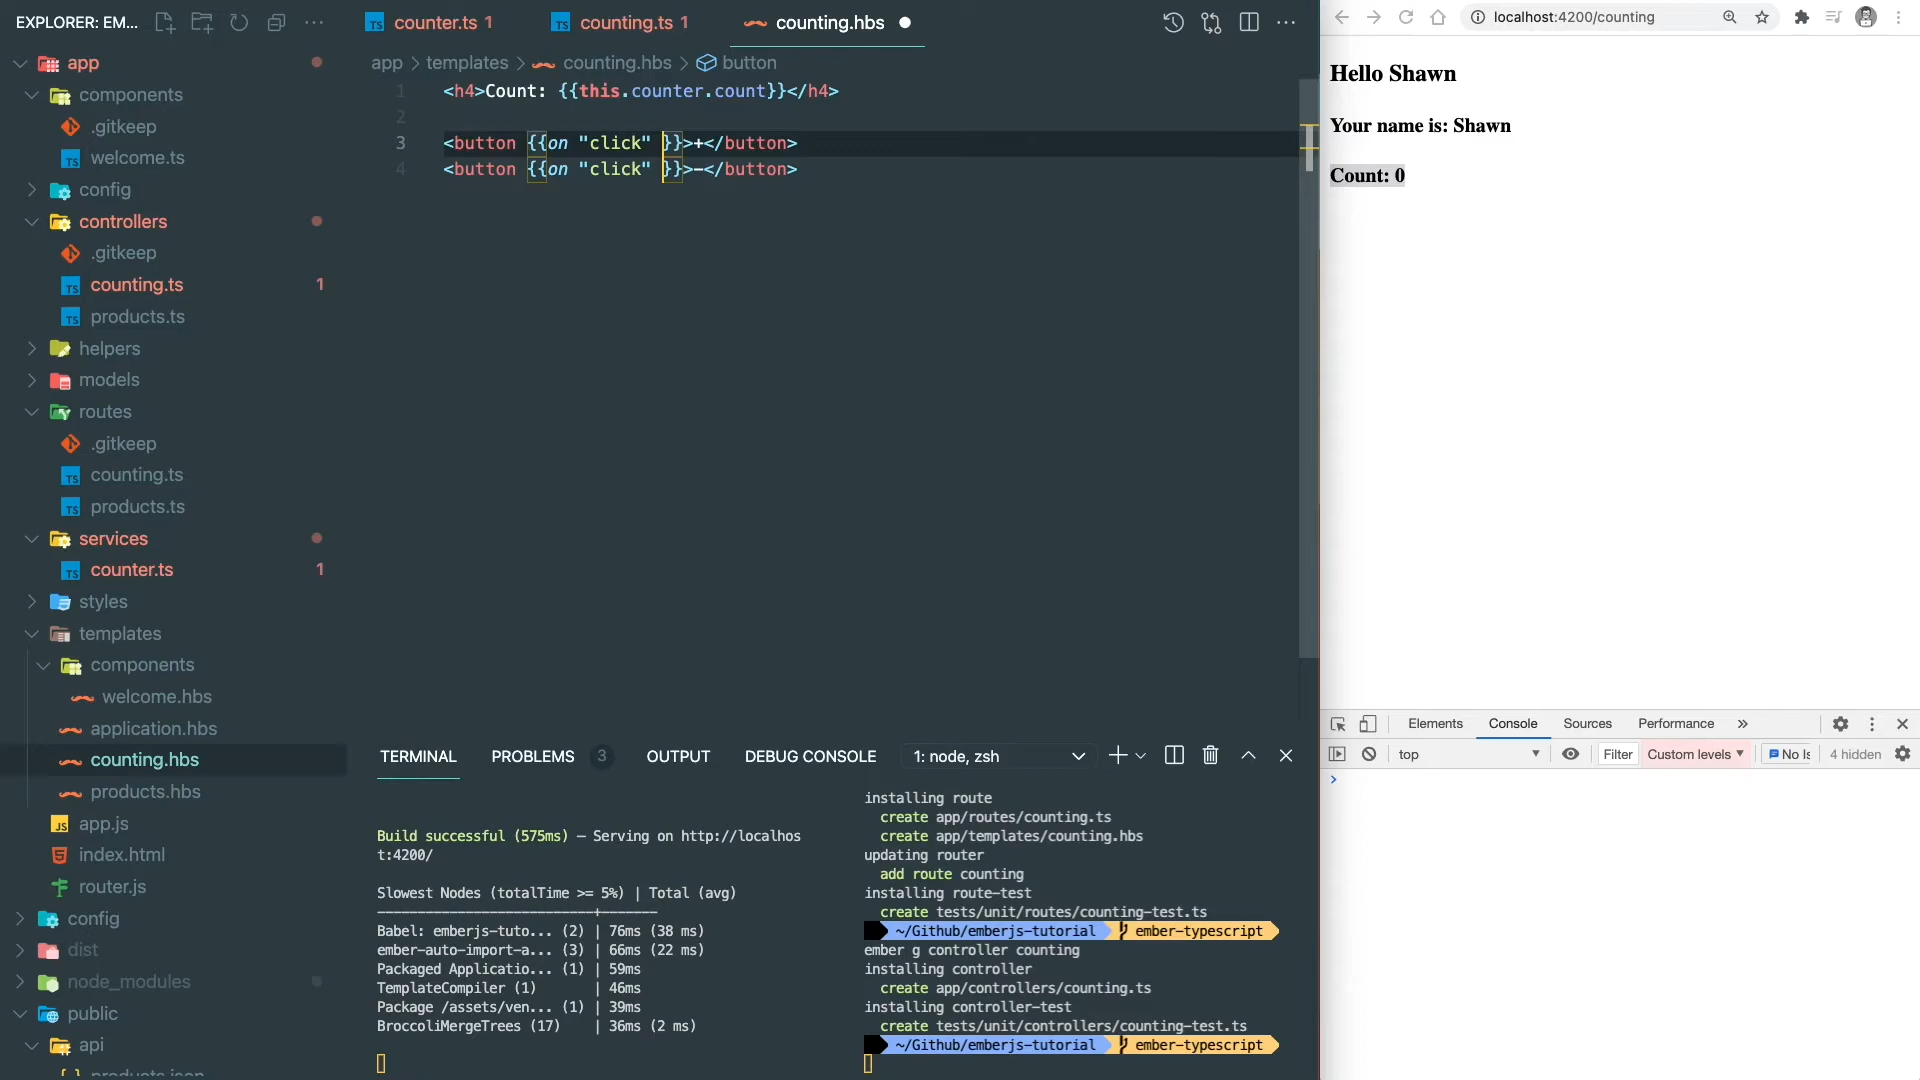 EXPLORER: EM...
app
components
.gitkeep
welcome.ts
config
controllers
.gitkeep
counting.ts 1
products.ts
helpers
models
routes
.gitkeep
counting.ts
products.ts
services
counter.ts 1
styles
templates
components
welcome.hbs
application.hbs
counting.hbs
products.hbs
app.js
index.html
router.js
config
dist
node_modules
public
api
products.json
counter.ts 1
counting.ts 1
counting.hbs
app > templates > counting.hbs > button
1 <h4>Count: {{this.counter.count}}</h4>
2
3 <button {{on "click" }}>+</button>
4 <button {{on "click" }}>-</button>
TERMINAL PROBLEMS 3 OUTPUT DEBUG CONSOLE 1: node, zsh
Build successful (575ms) – Serving on http://localhos
t:4200/
Slowest Nodes (totalTime >= 5%) | Total (avg)
Babel: emberjs-tuto... (2) | 76ms (38 ms)
ember-auto-import-a... (3) | 66ms (22 ms)
Packaged Applicatio... (1) | 59ms
TemplateCompiler (1) | 46ms
Package /assets/ven... (1) | 39ms
BroccoliMergeTrees (17) | 36ms (2 ms)
installing route
create app/routes/counting.ts
create app/templates/counting.hbs
updating router
add route counting
installing route-test
create tests/unit/routes/counting-test.ts
~/Github/emberjs-tutorial ember-typescript
ember g controller counting
installing controller
create app/controllers/counting.ts
installing controller-test
create tests/unit/controllers/counting-test.ts
~/Github/emberjs-tutorial ember-typescript
localhost:4200/counting
Hello Shawn
Your name is: Shawn
Count: 0
Elements Console Sources Performance
top Filter Custom levels No Is 4 hidden